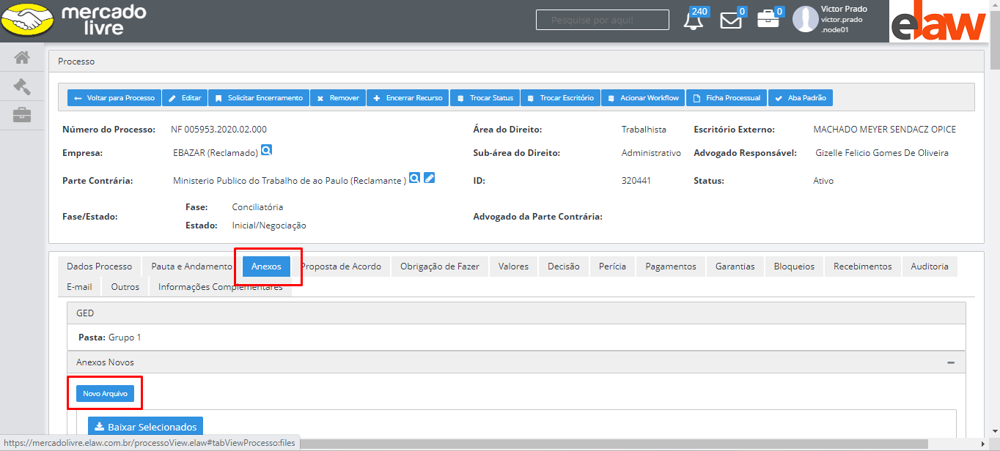 mercado
livre
Pesquise por aqui!
240
0
0
Victor Prado
victor.prado
.node01
elaw
Processo
Voltar para Processo Editar Solicitar Encerramento Remover Encerrar Recurso Trocar Status Trocar Escritório Acionar Workflow Ficha Processual Aba Padrão
Número do Processo: NF 005953.2020.02.000 Área do Direito: Trabalhista Escritório Externo: MACHADO MEYER SENDACZ OPICE
Empresa: EBAZAR (Reclamado) Sub-área do Direito: Administrativo Advogado Responsável: Gizelle Felicio Gomes De Oliveira
Parte Contrária: Ministerio Publico do Trabalho de ao Paulo (Reclamante ) ID: 320441 Status: Ativo
Fase: Conciliatória
Fase/Estado: Advogado da Parte Contrária:
Estado: Inicial/Negociação
Dados Processo Pauta e Andamento Anexos Proposta de Acordo Obrigação de Fazer Valores Decisão Perícia Pagamentos Garantias Bloqueios Recebimentos Auditoria
E-mail Outros Informações Complementares
GED
Pasta: Grupo 1
Anexos Novos
Novo Arquivo
Baixar Selecionados
https://mercadolivre.elaw.com.br/processoView.elaw#tabViewProcesso:files